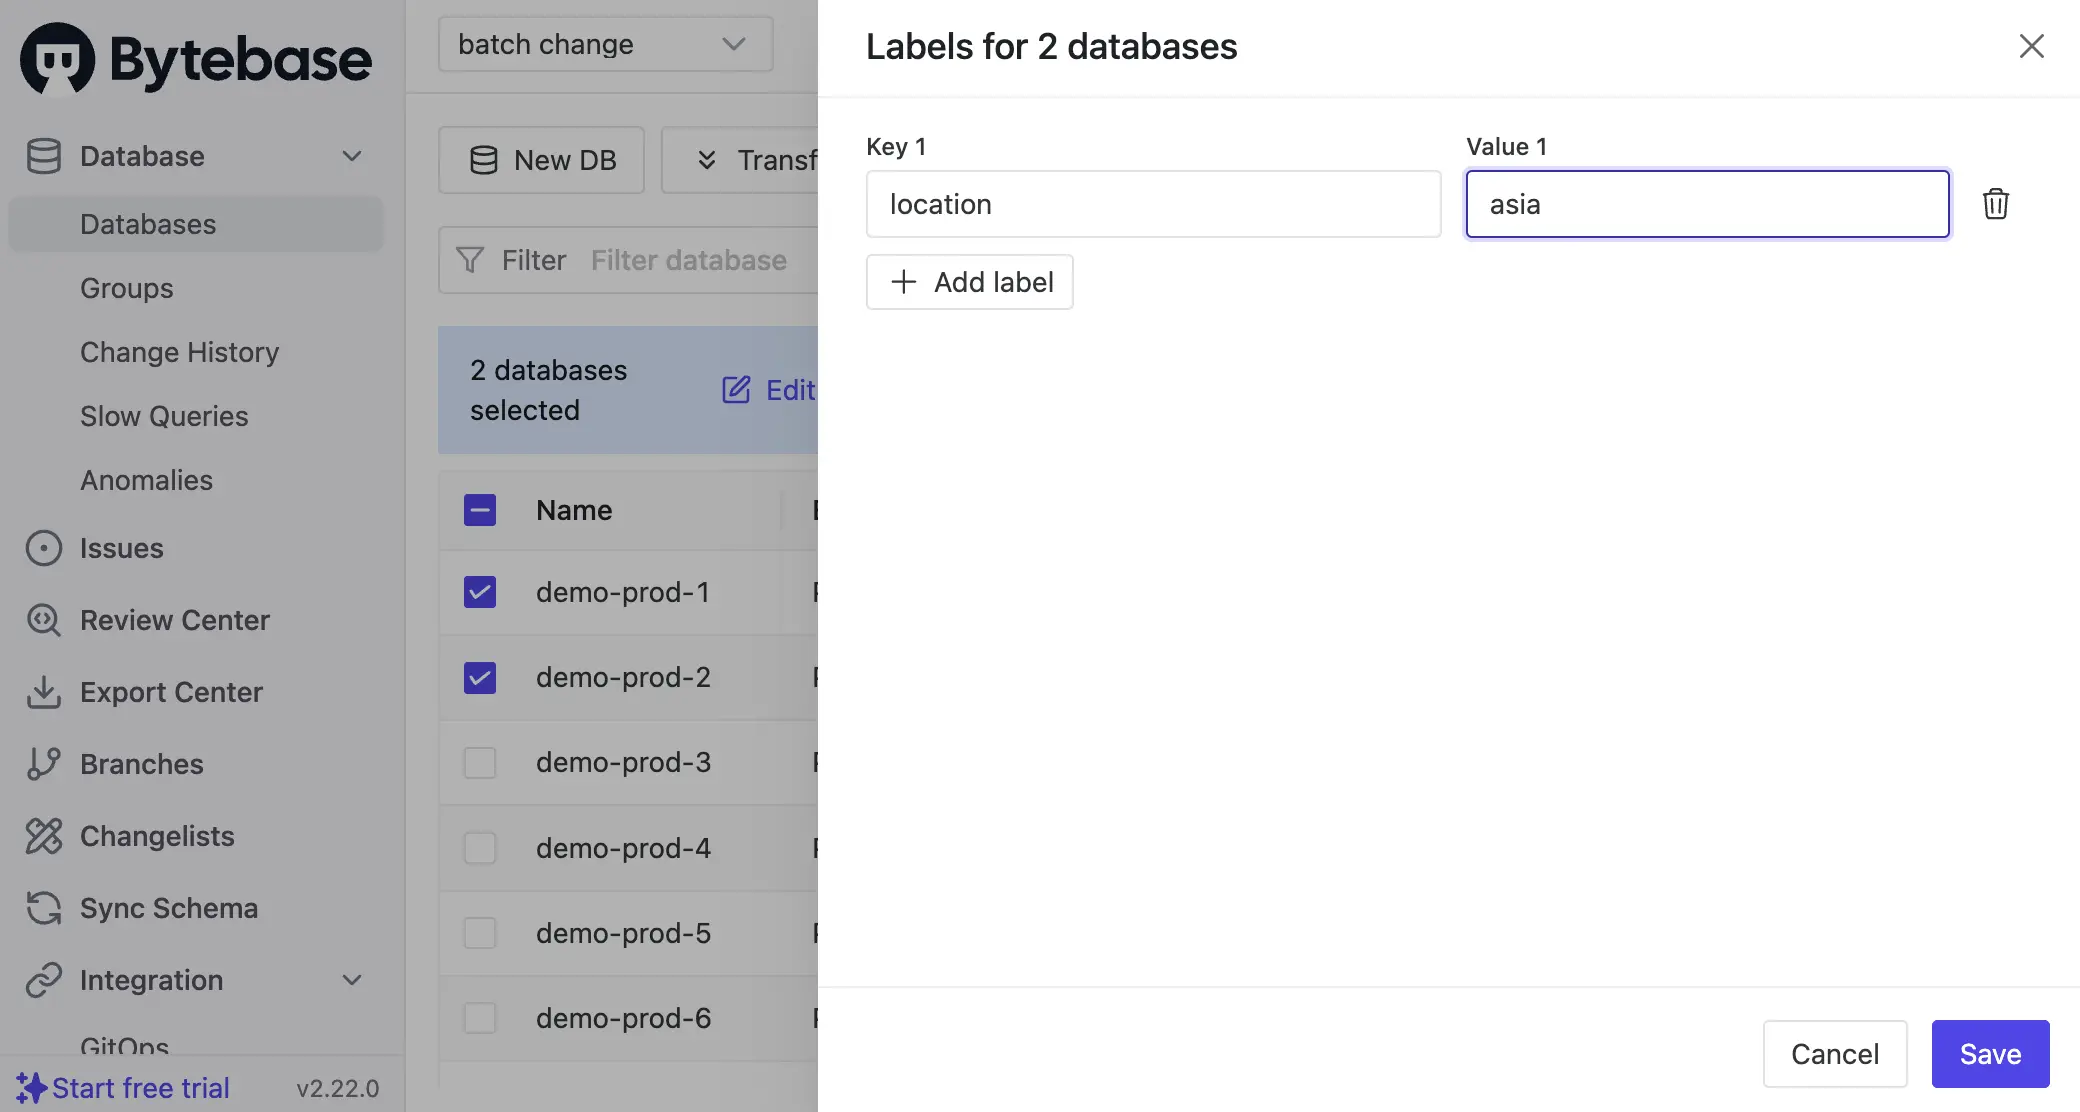 Bytebase
Database
Databases
Groups
Change History
Slow Queries
Anomalies
Issues
Review Center
Export Center
Branches
Changelists
Sync Schema
Integration
GitOps
Start free trial v2.22.0
batch change
New DB
Filter Filter database
2 databases
selected
Edit
Name
demo-prod-1
demo-prod-2
demo-prod-3
demo-prod-4
demo-prod-5
demo-prod-6
Labels for 2 databases
Key 1 Value 1
location asia
Add label
Cancel Save